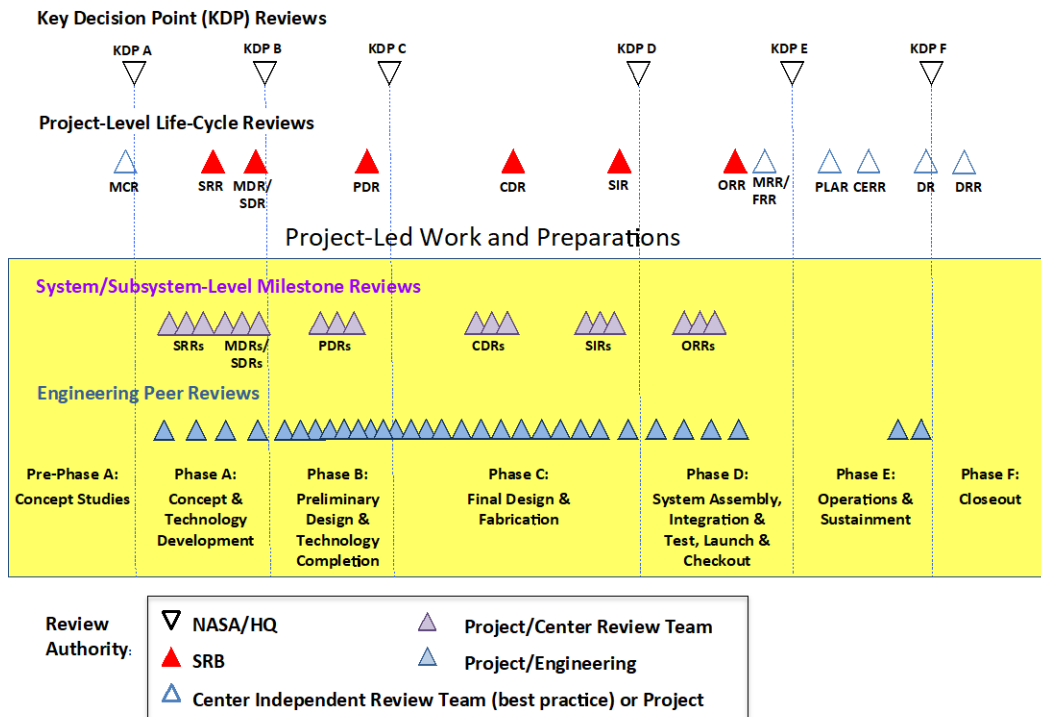 Key Decision Point (KDP) Reviews
KDP A
KDP B
KDP C
KDP D
KDP E
KDP F
Project-Level Life-Cycle Reviews
MCR
SRR
MDR/
SDR
PDR
CDR
SIR
ORR
MRR/
FRR
PLAR
CERR
DR
DRR
Project-Led Work and Preparations
System/Subsystem-Level Milestone Reviews
SRRs
MDRs/
SDRs
PDRs
CDRs
SIRs
ORRs
Engineering Peer Reviews
Pre-Phase A:
Concept Studies
Phase A:
Concept &
Technology
Development
Phase B:
Preliminary
Design &
Technology
Completion
Phase C:
Final Design &
Fabrication
Phase D:
System Assembly,
Integration &
Test, Launch &
Checkout
Phase E:
Operations &
Sustainment
Phase F:
Closeout
Review
Authority:
NASA/HQ
Project/Center Review Team
SRB
Project/Engineering
Center Independent Review Team (best practice) or Project